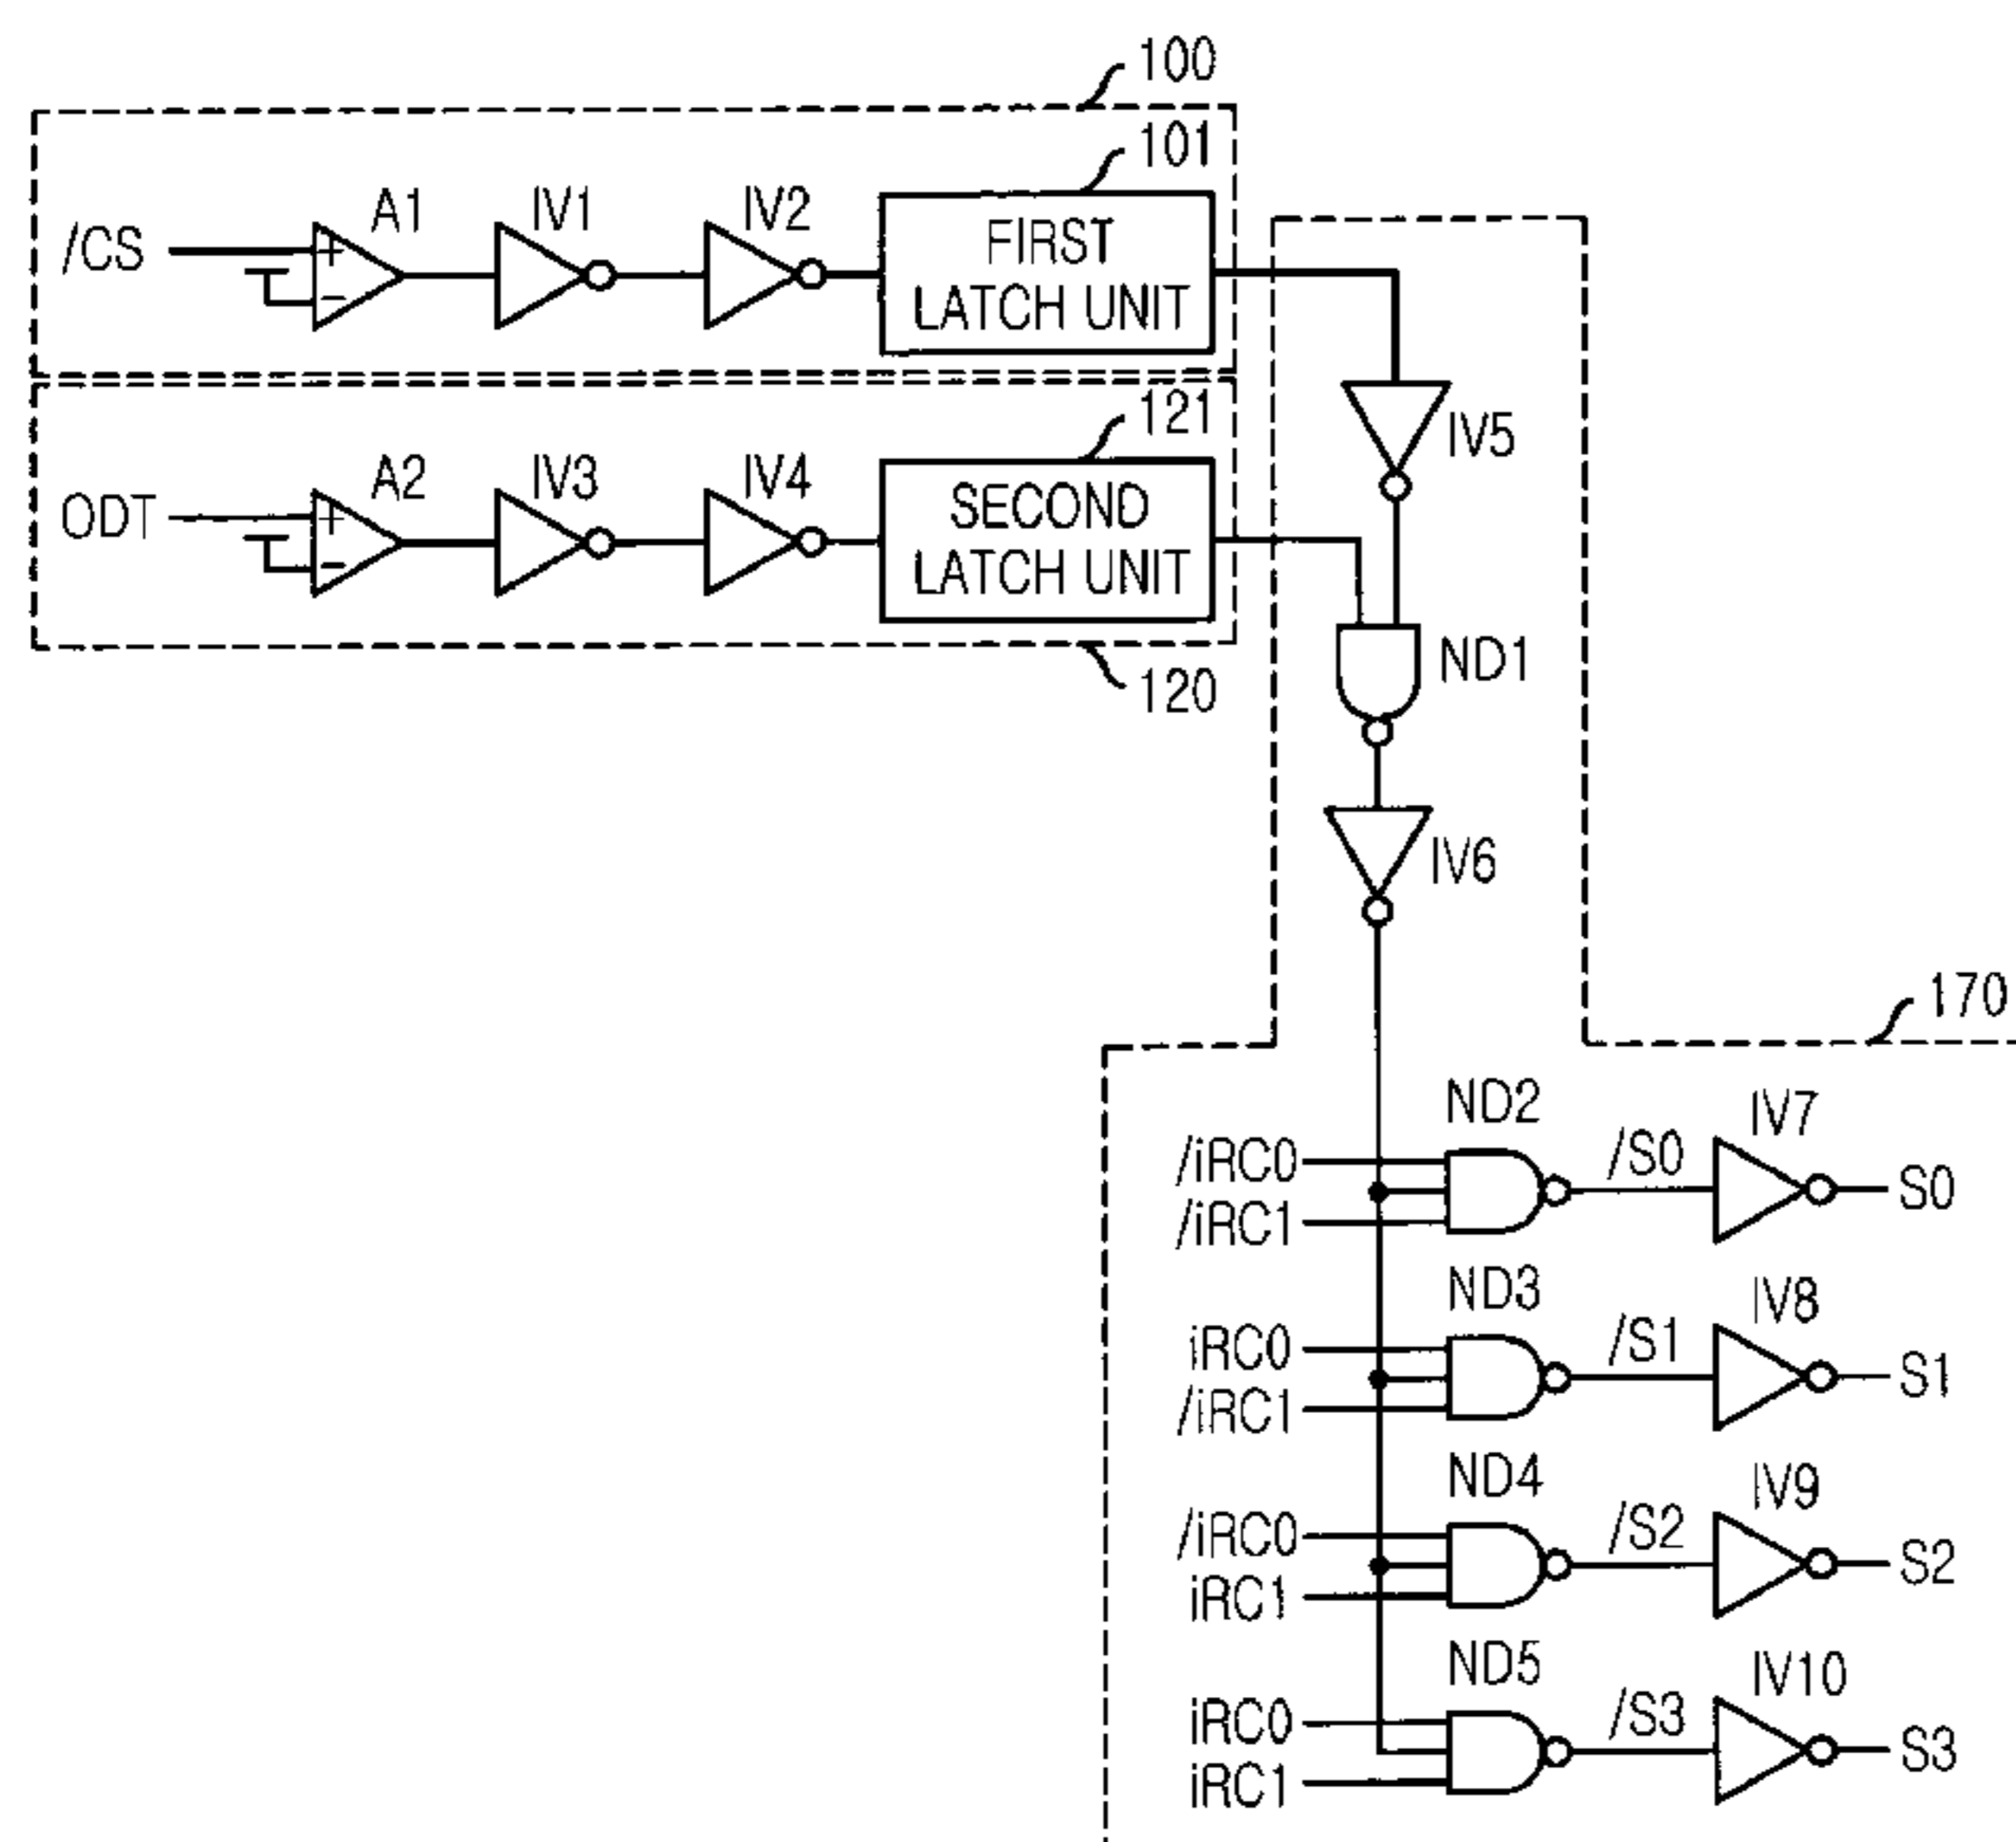 100
101
/CS
+
−
A1
IV1
IV2
FIRST
LATCH UNIT
IV5
121
ODT
+
−
A2
IV3
IV4
SECOND
LATCH UNIT
120
ND1
IV6
170
/iRC0
/iRC1
ND2
/S0
IV7
S0
iRC0
/iRC1
ND3
/S1
IV8
S1
/iRC0
iRC1
ND4
/S2
IV9
S2
iRC0
iRC1
ND5
/S3
IV10
S3